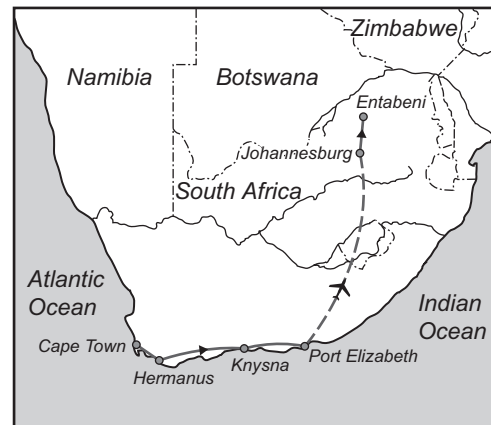 Zimbabwe
Namibia
Botswana
Entabeni
Johannesburg
South Africa
Atlantic
Ocean
Indian
Ocean
Cape Town
Port Elizabeth
Knysna
Hermanus